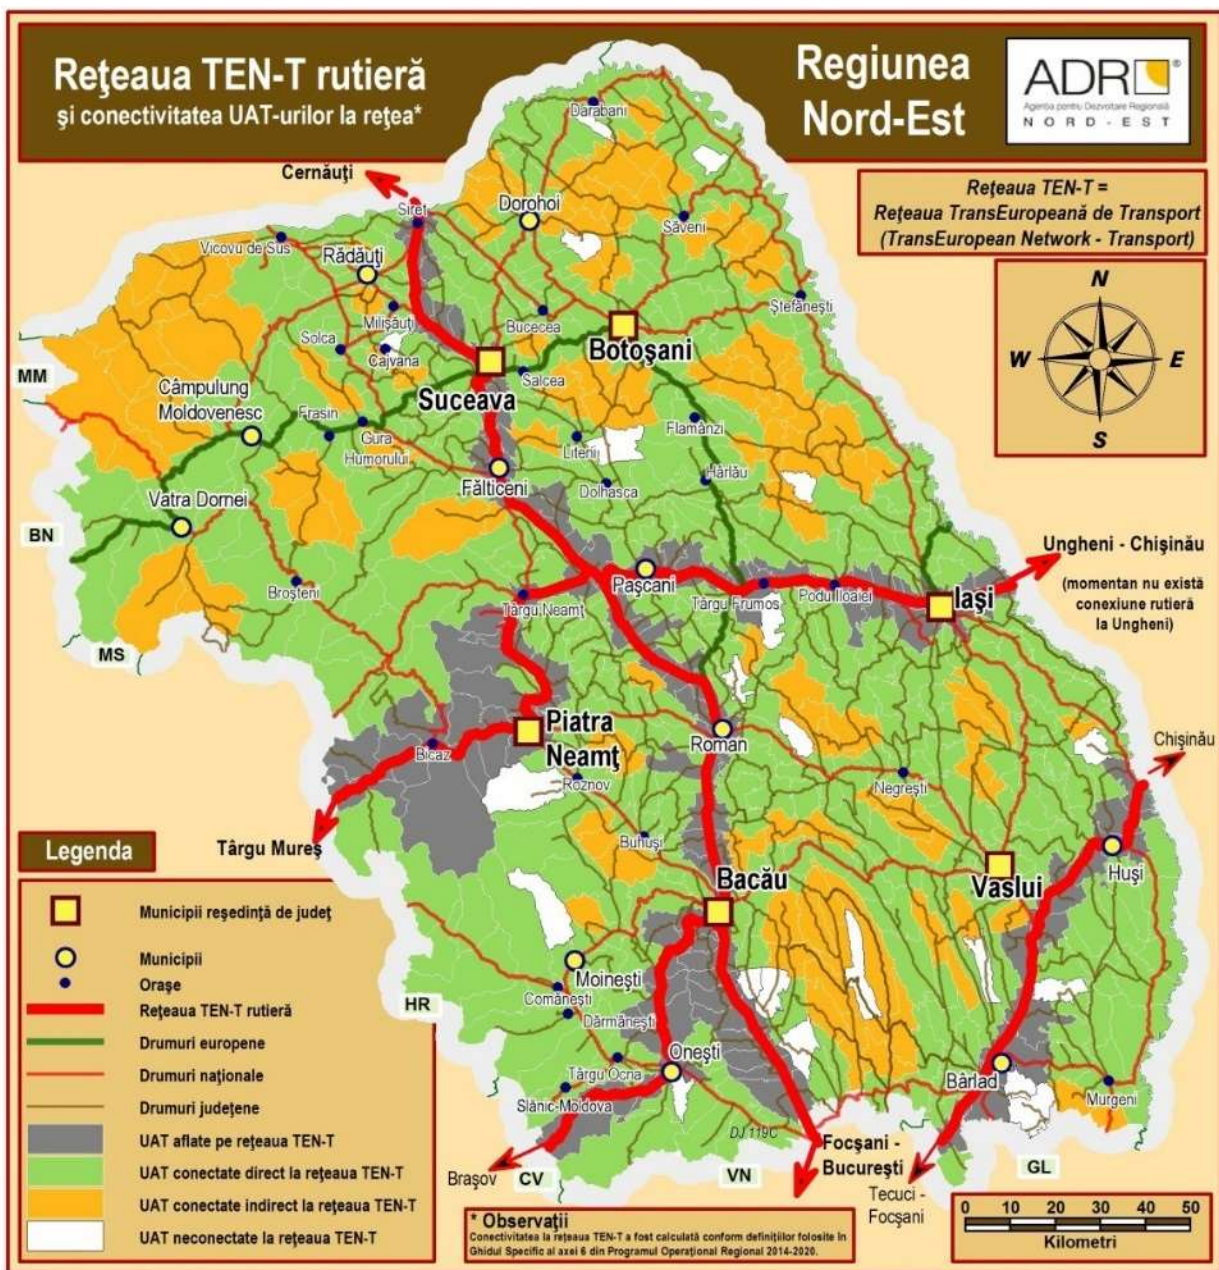 Reţeaua TEN-T rutieră
şi conectivitatea UAT-urilor la reţea*
Regiunea
Nord-Est
ADR
®
Agenţia pentru Dezvoltare Regională
NORD-EST
Reţeaua TEN-T =
Reţeaua TransEuropeană de Transport
(TransEuropean Network - Transport)
N
W
E
S
Cernăuţi
Darabani
Siret
Dorohoi
Săveni
Vicovu de Sus
Rădăuţi
Ştefăneşti
Milişăuţi
Bucecea
Solca
Cajvana
Botoşani
MM
Salcea
Câmpulung
Moldovenesc
Suceava
Frasin
Gura
Humorului
Flamânzi
Liteni
Fălticeni
Dolhasca
Hârlău
Vatra Dornei
BN
Ungheni - Chişinău
(momentan nu există
conexiune rutieră
la Ungheni)
Paşcani
Broşteni
Târgu Neamţ
Târgu Frumos
Podu Iloaiei
Iaşi
MS
Piatra
Neamţ
Roman
Bicaz
Chişinău
Roznov
Negreşti
Târgu Mureş
Buhuşi
Huşi
Bacău
Vaslui
Moineşti
HR
Comăneşti
Dărmăneşti
Oneşti
Târgu Ocna
Bârlad
Slănic-Moldova
Murgeni
DJ 119C
Braşov
CV
VN
Focşani -
Bucureşti
GL
Tecuci -
Focşani
Legenda
Municipii reşedinţă de judeţ
Municipii
Oraşe
Reţeaua TEN-T rutieră
Drumuri europene
Drumuri naţionale
Drumuri judeţene
UAT aflate pe reţeaua TEN-T
UAT conectate direct la reţeaua TEN-T
UAT conectate indirect la reţeaua TEN-T
UAT neconectate la reţeaua TEN-T
* Observaţii
Conectivitatea la reţeaua TEN-T a fost calculată conform definiţiilor folosite în
Ghidul Specific al axei 6 din Programul Operaţional Regional 2014-2020.
0 10 20 30 40 50
Kilometri